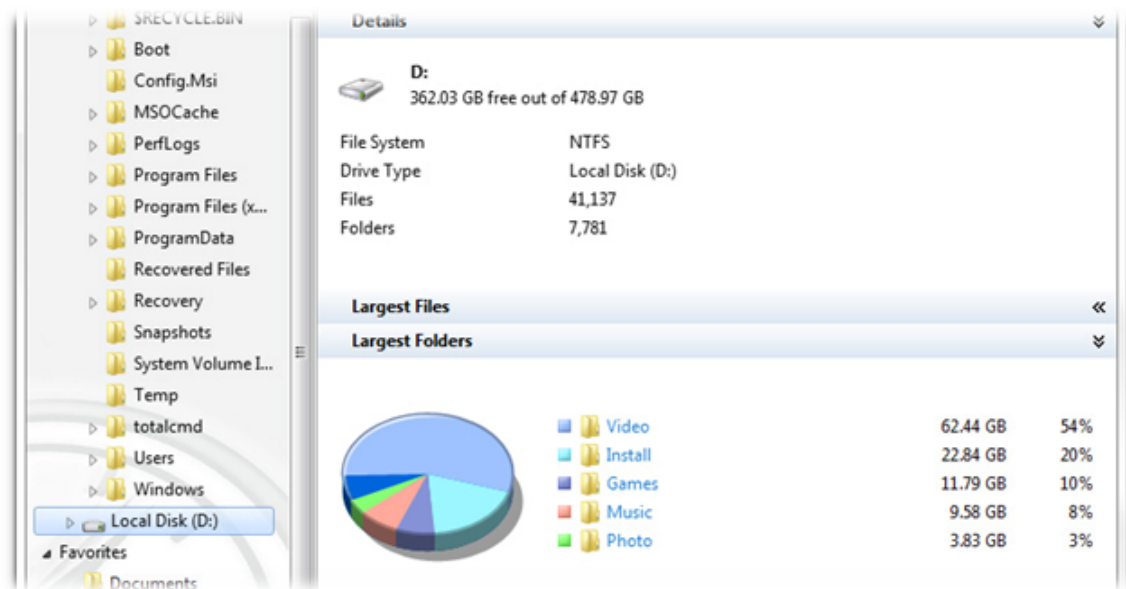 $RECYCLE.BIN
Boot
Config.Msi
MSOCache
PerfLogs
Program Files
Program Files (x...
ProgramData
Recovered Files
Recovery
Snapshots
System Volume I...
Temp
totalcmd
Users
Windows
Local Disk (D:)
Favorites
Documents
Details
D:
362.03 GB free out of 478.97 GB
File System NTFS
Drive Type Local Disk (D:)
Files 41,137
Folders 7,781
Largest Files
Largest Folders
Video 62.44 GB 54%
Install 22.84 GB 20%
Games 11.79 GB 10%
Music 9.58 GB 8%
Photo 3.83 GB 3%